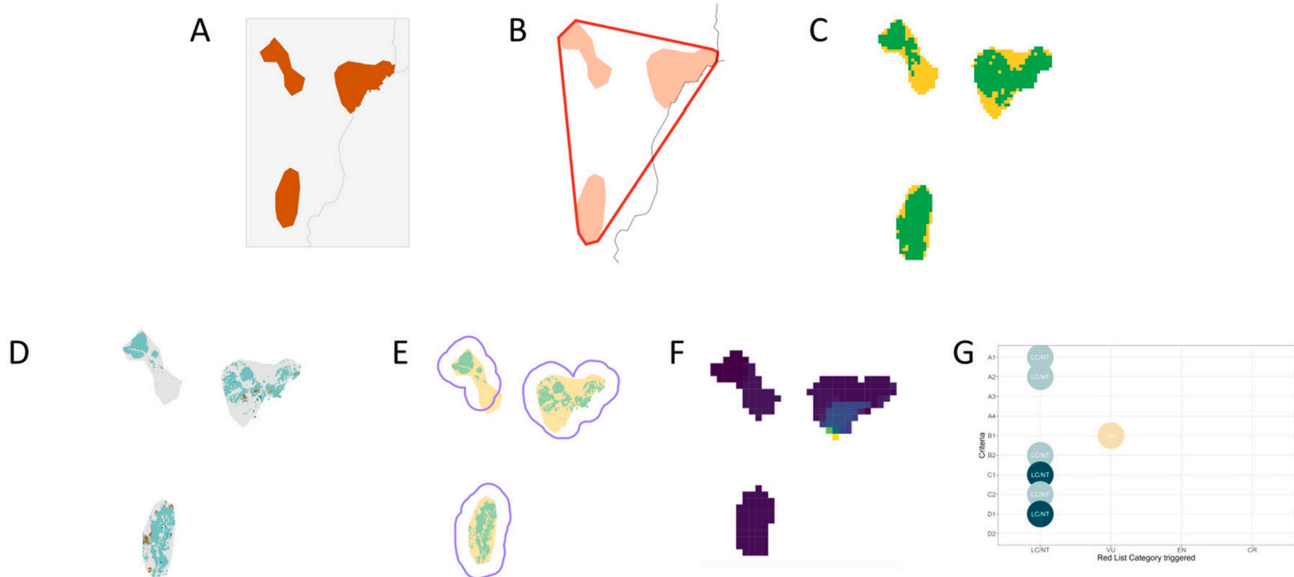 A
B
C
D
E
F
G
A1
A2
A3
A4
B1
B2
C1
C2
D1
D2
Criteria
LC/NT
LC/NT
LC/NT
LC/NT
LC/NT
LC/NT
LC/NT VU EN CR
Red List Category triggered